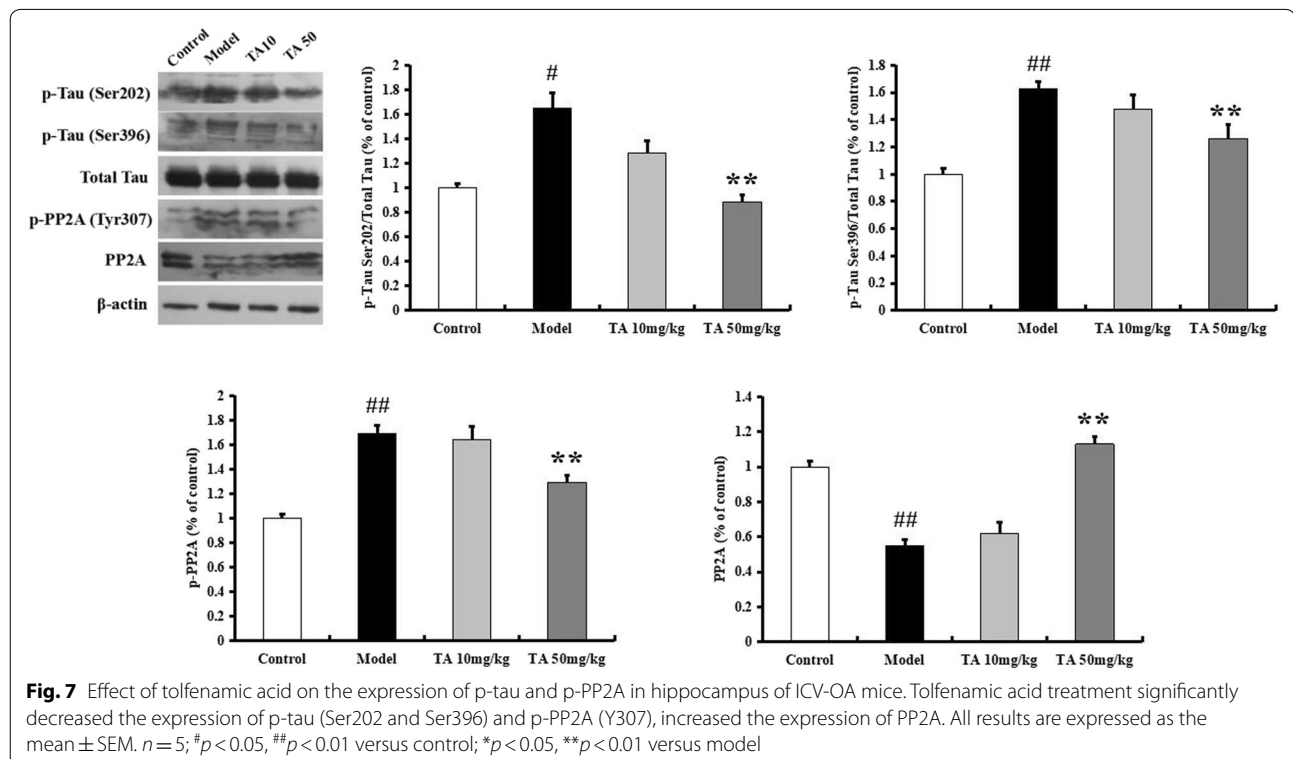 Control Model TA10 TA 50
p-Tau (Ser202)
p-Tau (Ser396)
Total Tau
p-PP2A (Tyr307)
PP2A
β-actin
p-Tau Ser202/Total Tau (% of control)
2
1.8
1.6
1.4
1.2
1
0.8
0.6
0.4
0.2
0
#
**
Control Model TA 10mg/kg TA 50mg/kg
p-Tau Ser396/Total Tau (% of control)
1.8
1.6
1.4
1.2
1
0.8
0.6
0.4
0.2
0
##
**
Control Model TA 10mg/kg TA 50mg/kg
p-PP2A (% of control)
2
1.8
1.6
1.4
1.2
1
0.8
0.6
0.4
0.2
0
##
**
Control Model TA 10mg/kg TA 50mg/kg
PP2A (% of control)
1.4
1.2
1
0.8
0.6
0.4
0.2
0
##
**
Control Model TA 10mg/kg TA 50mg/kg
Fig. 7 Effect of tolfenamic acid on the expression of p-tau and p-PP2A in hippocampus of ICV-OA mice. Tolfenamic acid treatment significantly
decreased the expression of p-tau (Ser202 and Ser396) and p-PP2A (Y307), increased the expression of PP2A. All results are expressed as the
mean ± SEM. n = 5; #p < 0.05, ##p < 0.01 versus control; *p < 0.05, **p < 0.01 versus model